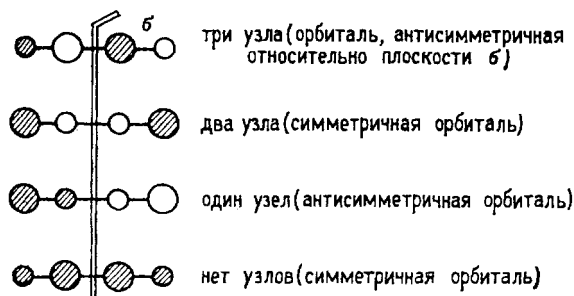 б
три узла (орбиталь, антисимметричная
относительно плоскости б)
два узла (симметричная орбиталь)
один узел (антисимметричная орбиталь)
нет узлов (симметричная орбиталь)